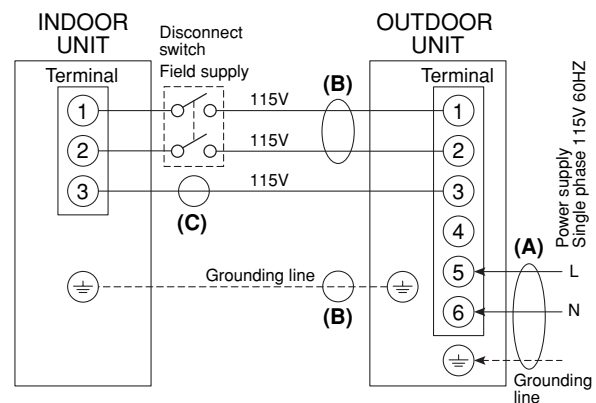 INDOOR
UNIT
Disconnect
switch
Field supply
OUTDOOR
UNIT
Terminal
Terminal
1
115V
(B)
1
2
115V
2
3
115V
3
(C)
4
(A)
Power supply
Single phase 115V 60HZ
5
L
Grounding line
(B)
6
N
Grounding
line